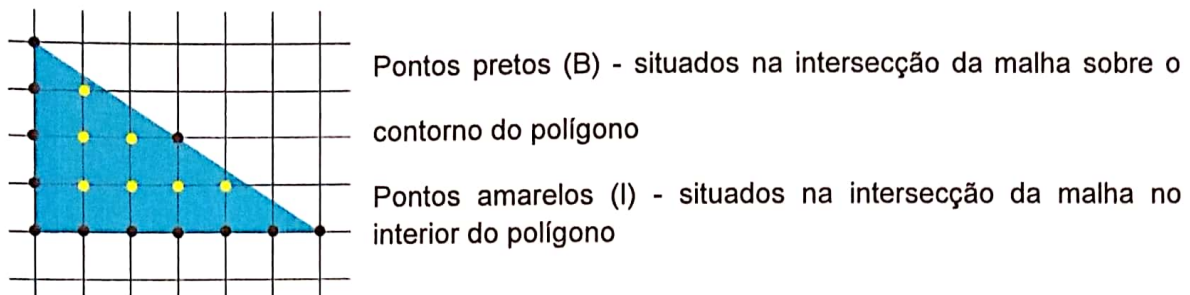 Pontos pretos (B) - situados na intersecção da malha sobre o
contorno do polígono
Pontos amarelos (I) - situados na intersecção da malha no
interior do polígono